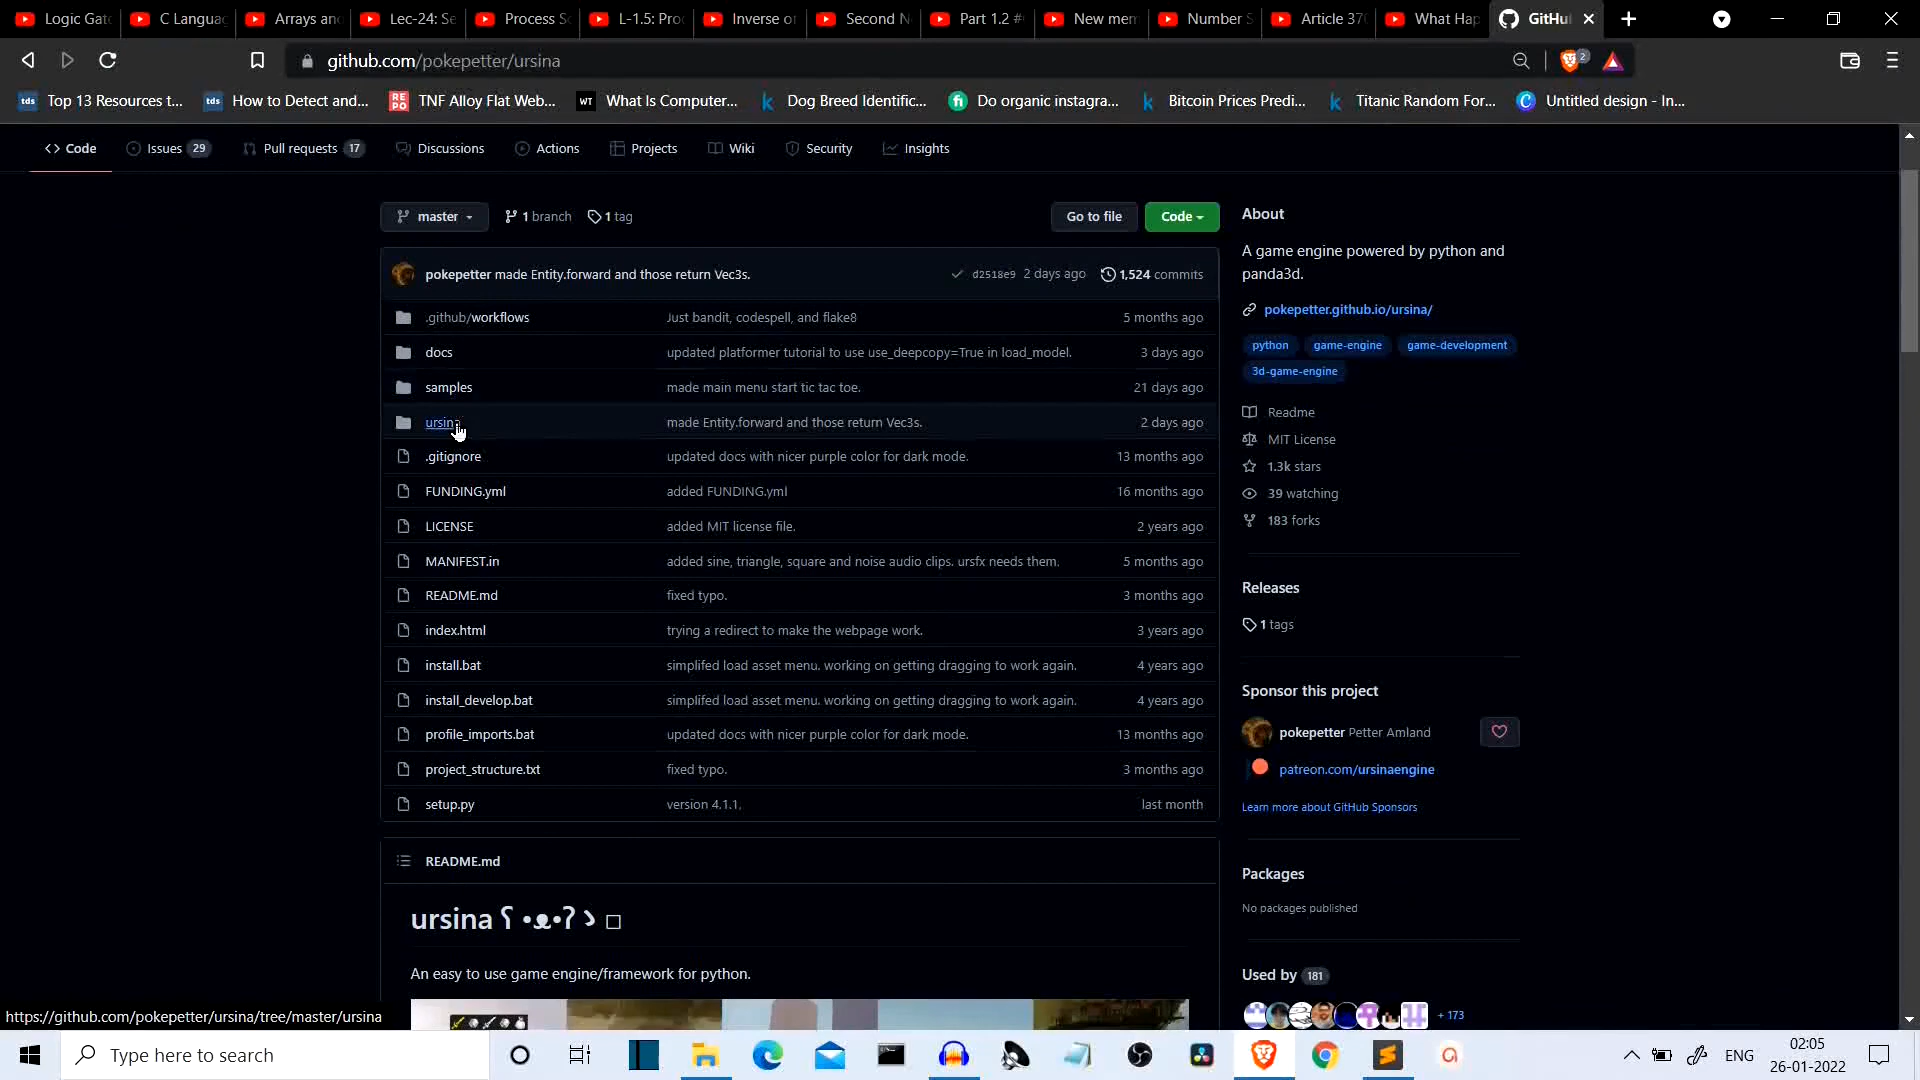 Logic Gat
C Languag
Arrays an
Lec-24: Se
Process Sc
L-1.5: Proc
Inverse o
Second N
Part 1.2 #
New mem
Number S
Article 370
What Hap
GitHu
github.com/pokepetter/ursina
2
tds Top 13 Resources t...
tds How to Detect and...
REPO TNF Alloy Flat Web...
WT What Is Computer...
k Dog Breed Identific...
fi Do organic instagra...
k Bitcoin Prices Predi...
k Titanic Random For...
C Untitled design - In...
<> Code
Issues 29
Pull requests 17
Discussions
Actions
Projects
Wiki
Security
Insights
master
1 branch
1 tag
Go to file
Code
pokepetter made Entity.forward and those return Vec3s.
d2518e9 2 days ago 1,524 commits
.github/workflows Just bandit, codespell, and flake8 5 months ago
docs updated platformer tutorial to use use_deepcopy=True in load_model. 3 days ago
samples made main menu start tic tac toe. 21 days ago
ursina made Entity.forward and those return Vec3s. 2 days ago
.gitignore updated docs with nicer purple color for dark mode. 13 months ago
FUNDING.yml added FUNDING.yml 16 months ago
LICENSE added MIT license file. 2 years ago
MANIFEST.in added sine, triangle, square and noise audio clips. ursfx needs them. 5 months ago
README.md fixed typo. 3 months ago
index.html trying a redirect to make the webpage work. 3 years ago
install.bat simplifed load asset menu. working on getting dragging to work again. 4 years ago
install_develop.bat simplifed load asset menu. working on getting dragging to work again. 4 years ago
profile_imports.bat updated docs with nicer purple color for dark mode. 13 months ago
project_structure.txt fixed typo. 3 months ago
setup.py version 4.1.1. last month
README.md
ursina ʕ •ᴥ•ʔゝ□
An easy to use game engine/framework for python.
About
A game engine powered by python and
panda3d.
pokepetter.github.io/ursina/
python game-engine game-development
3d-game-engine
Readme
MIT License
1.3k stars
39 watching
183 forks
Releases
1 tags
Sponsor this project
pokepetter Petter Amland
patreon.com/ursinaengine
Learn more about GitHub Sponsors
Packages
No packages published
Used by 181
+ 173
https://github.com/pokepetter/ursina/tree/master/ursina
Type here to search
ENG
02:05
26-01-2022